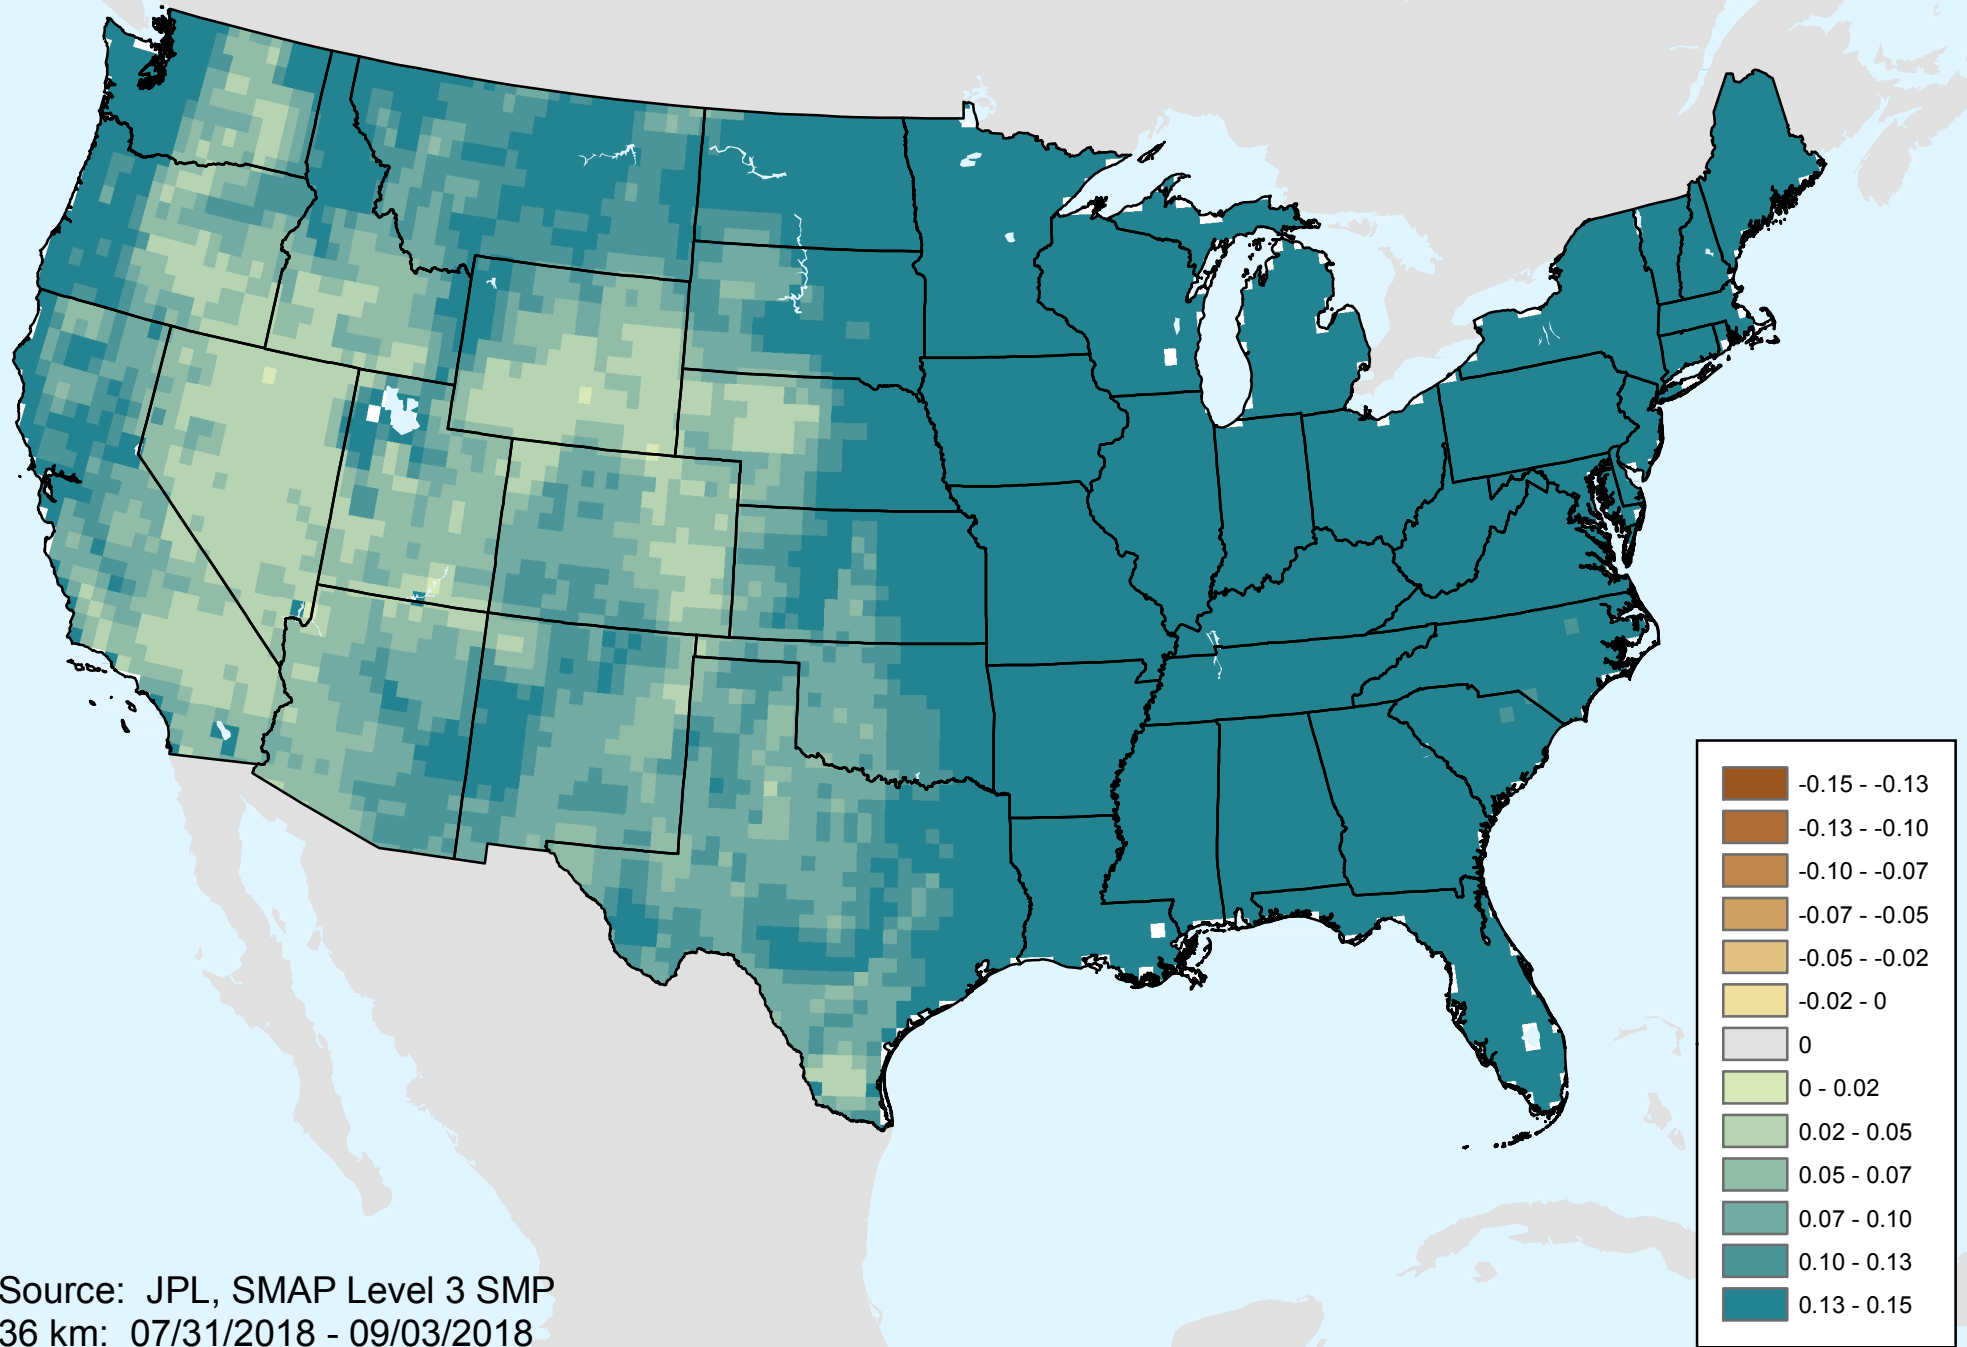 -0.15 - -0.13
-0.13 - -0.10
-0.10 - -0.07
-0.07 - -0.05
-0.05 - -0.02
-0.02 - 0
0
0 - 0.02
0.02 - 0.05
0.05 - 0.07
0.07 - 0.10
0.10 - 0.13
0.13 - 0.15
Source:  JPL, SMAP Level 3 SMP
36 km:  07/31/2018 - 09/03/2018